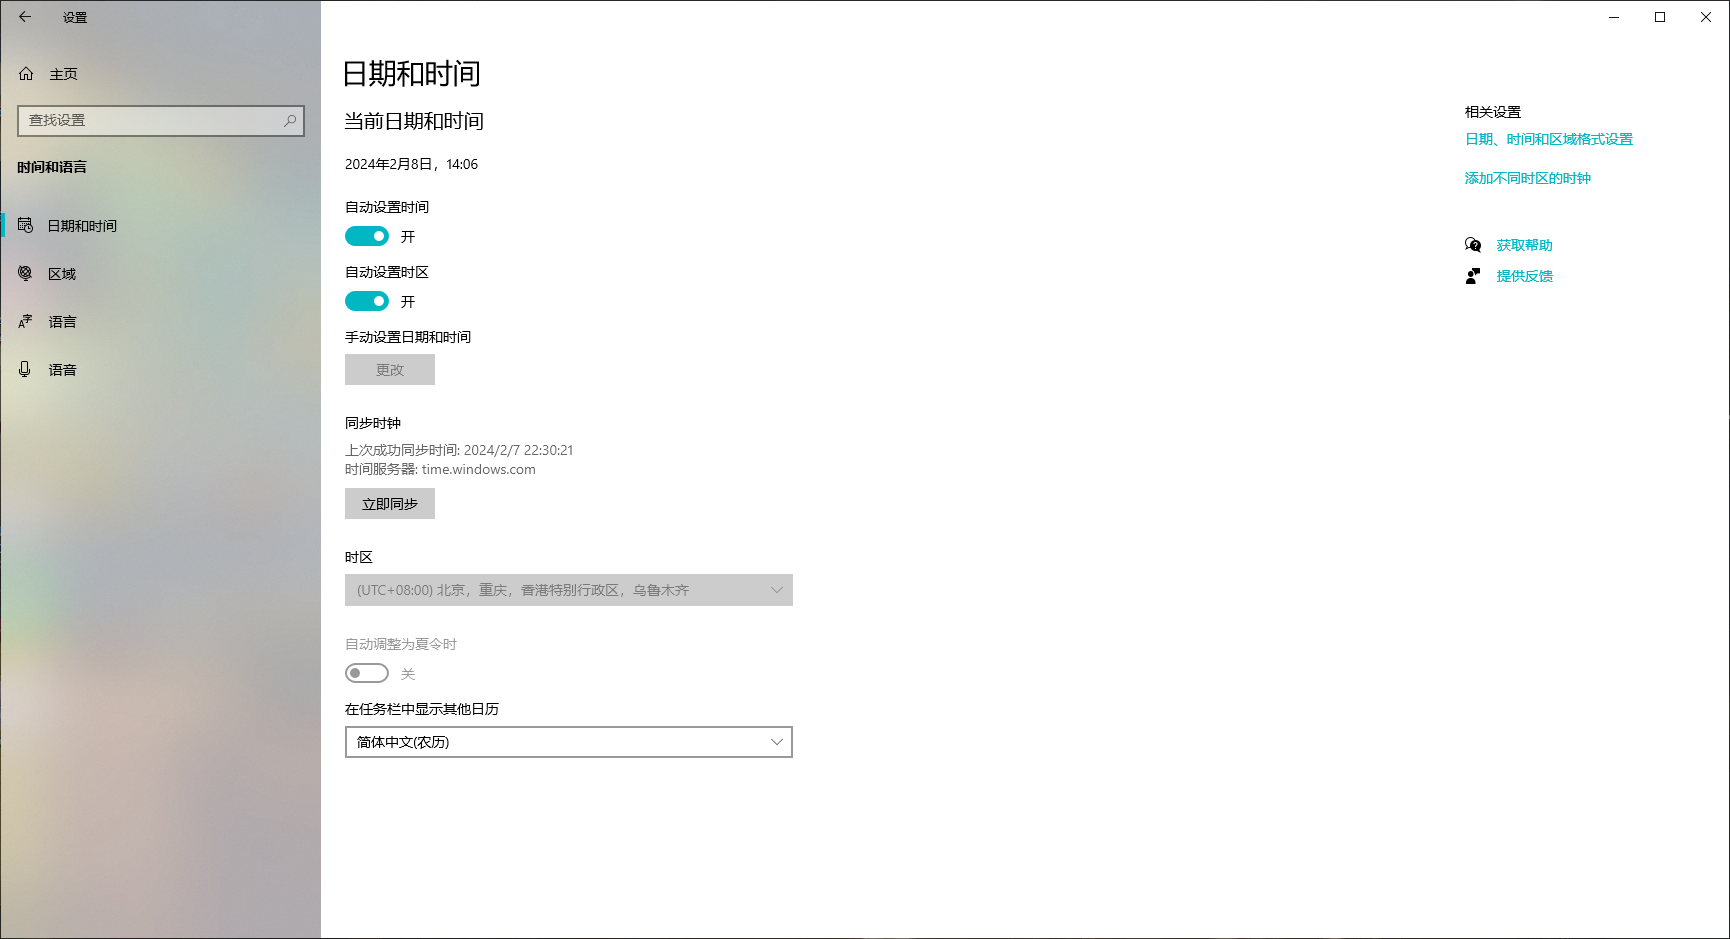 设置
主页
查找设置
时间和语言
日期和时间
区域
语言
语音
日期和时间
当前日期和时间
2024年2月8日，14:06
自动设置时间
开
自动设置时区
开
手动设置日期和时间
更改
同步时钟
上次成功同步时间: 2024/2/7 22:30:21
时间服务器: time.windows.com
立即同步
时区
(UTC+08:00) 北京，重庆，香港特别行政区，乌鲁木齐
自动调整为夏令时
关
在任务栏中显示其他日历
简体中文(农历)
相关设置
日期、时间和区域格式设置
添加不同时区的时钟
获取帮助
提供反馈